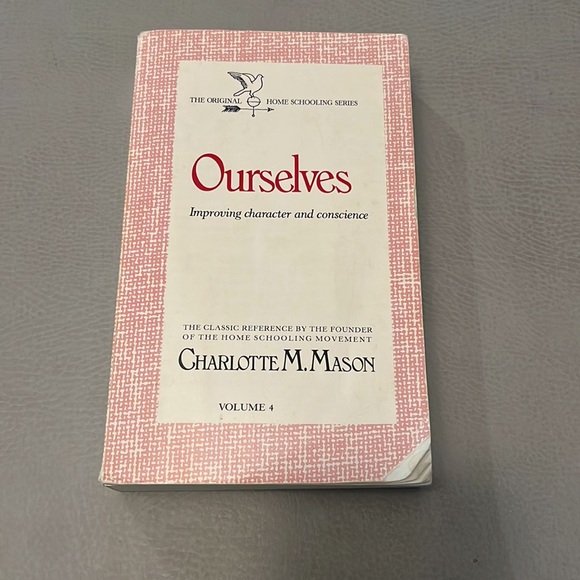 THE ORIGINAL HOME SCHOOLING SERIES
Ourselves
Improving character and conscience
THE CLASSIC REFERENCE BY THE FOUNDER
OF THE HOME SCHOOLING MOVEMENT
CHARLOTTE M. MASON
VOLUME 4